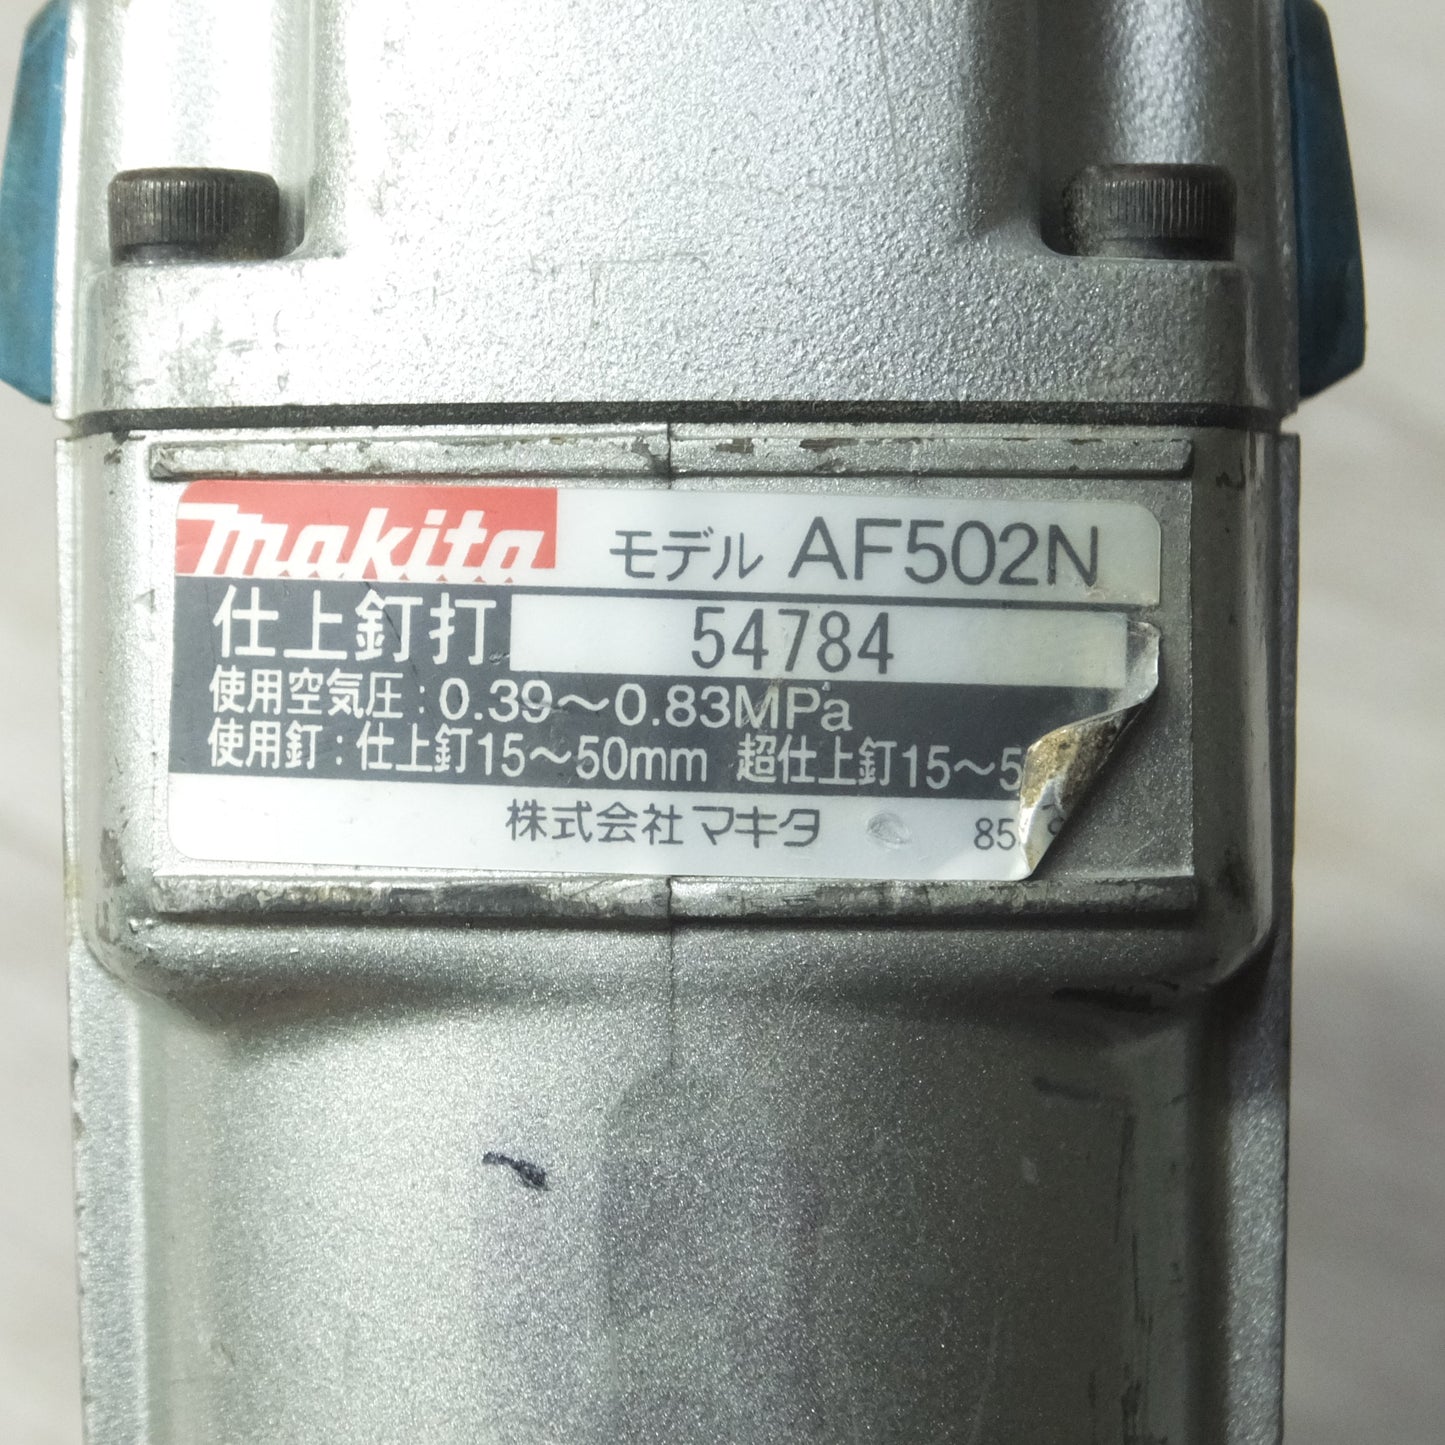 makita モデル AF502N
仕上釘打 54784
使用空気圧：0.39～0.83MPa
使用釘：仕上釘15～50mm 超仕上釘15～5
株式会社マキタ 85